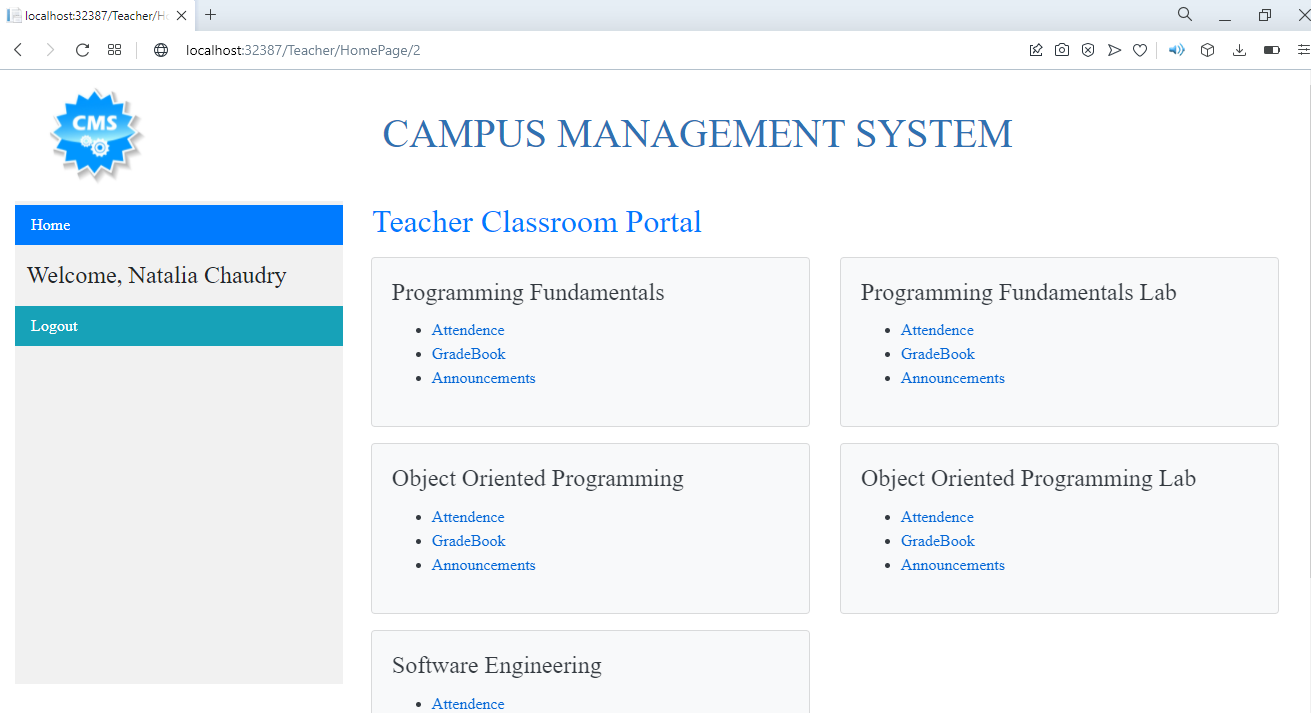 localhost:32387/Teacher/H
localhost:32387/Teacher/HomePage/2
CMS
CAMPUS MANAGEMENT SYSTEM
Home
Welcome, Natalia Chaudry
Logout
Teacher Classroom Portal
Programming Fundamentals
Attendence
GradeBook
Announcements
Programming Fundamentals Lab
Attendence
GradeBook
Announcements
Object Oriented Programming
Attendence
GradeBook
Announcements
Object Oriented Programming Lab
Attendence
GradeBook
Announcements
Software Engineering
Attendence